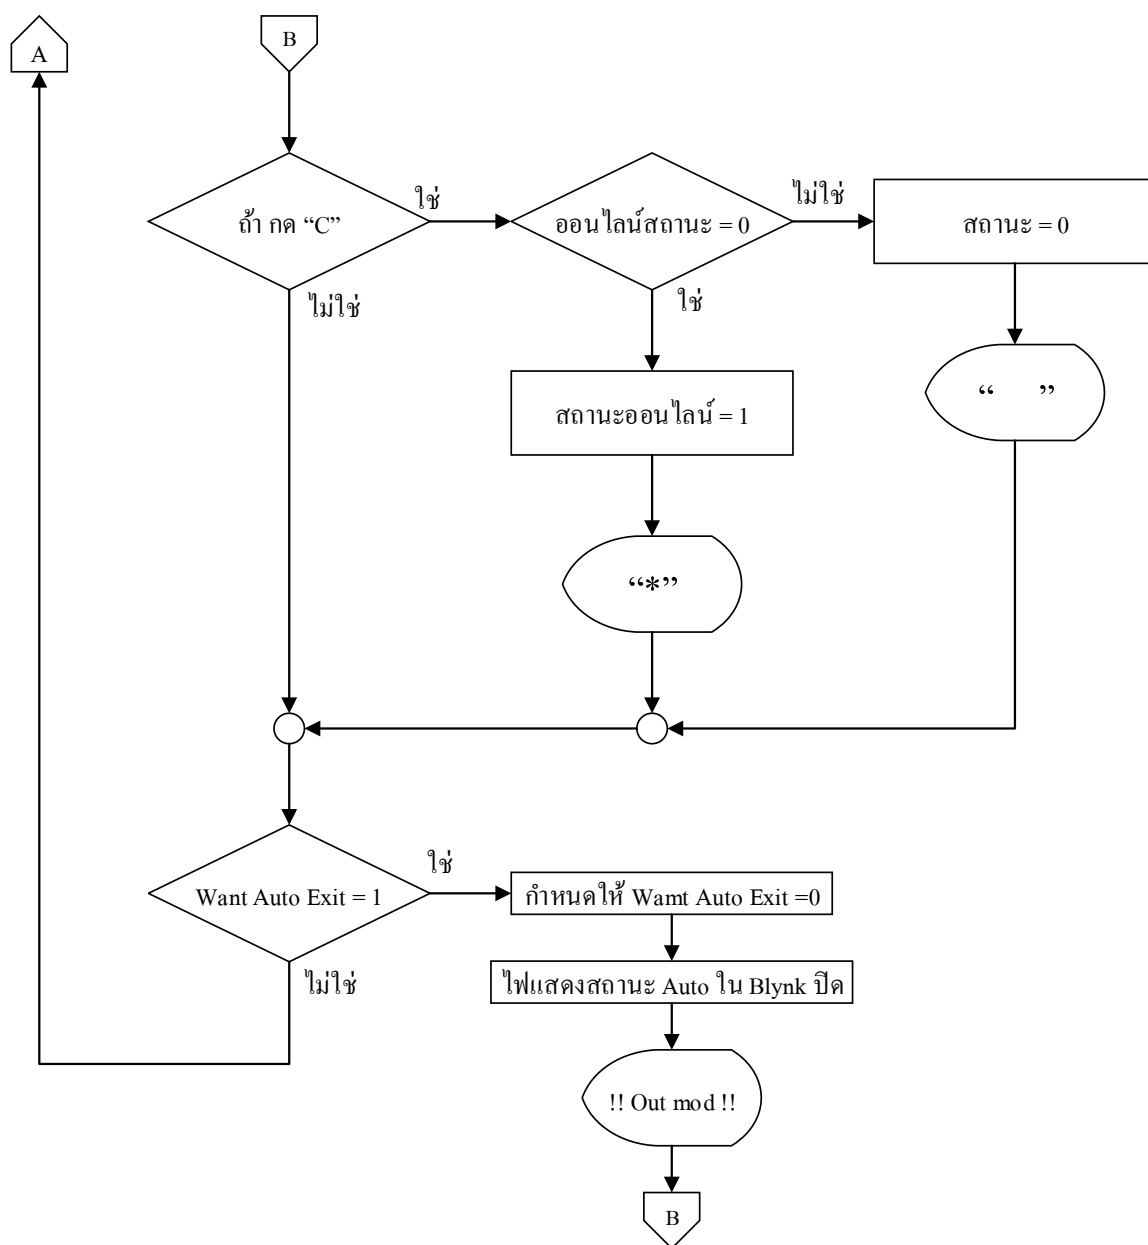 A
B
ถ้า กด “C”
ใช่
ออนไลน์สถานะ = 0
ไม่ใช่
สถานะ = 0
ไม่ใช่
ใช่
“ ”
สถานะออนไลน์ = 1
“*”
Want Auto Exit = 1
ใช่
กำหนดให้ Wamt Auto Exit =0
ไม่ใช่
ไฟแสดงสถานะ Auto ใน Blynk ปิด
!! Out mod !!
B